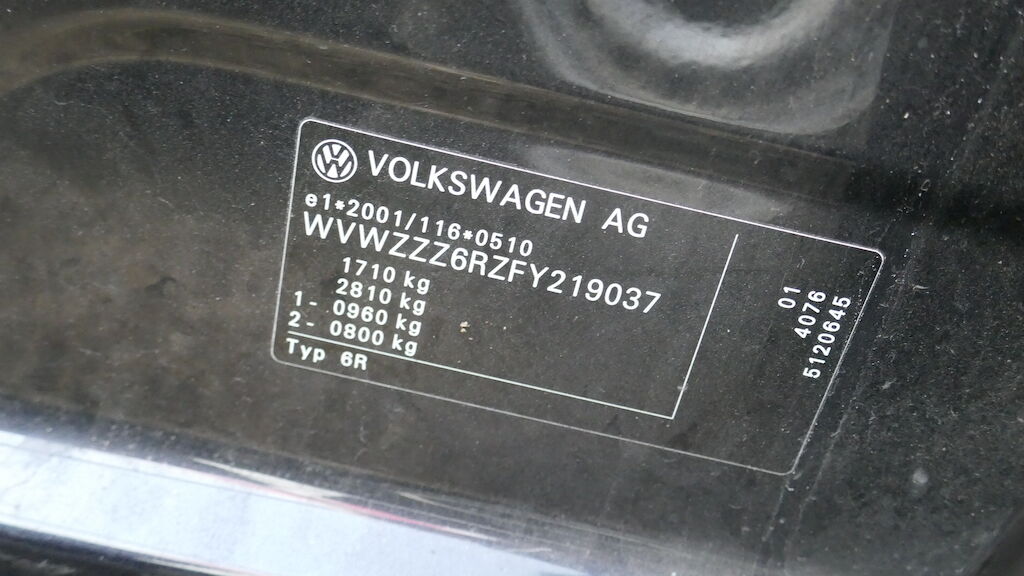 VOLKSWAGEN AG
e1*2001/116*0510
WVWZZZ6RZFY219037
1710 kg
2810 kg
1- 0960 kg
2- 0800 kg
Typ 6R
01
4076
5120645